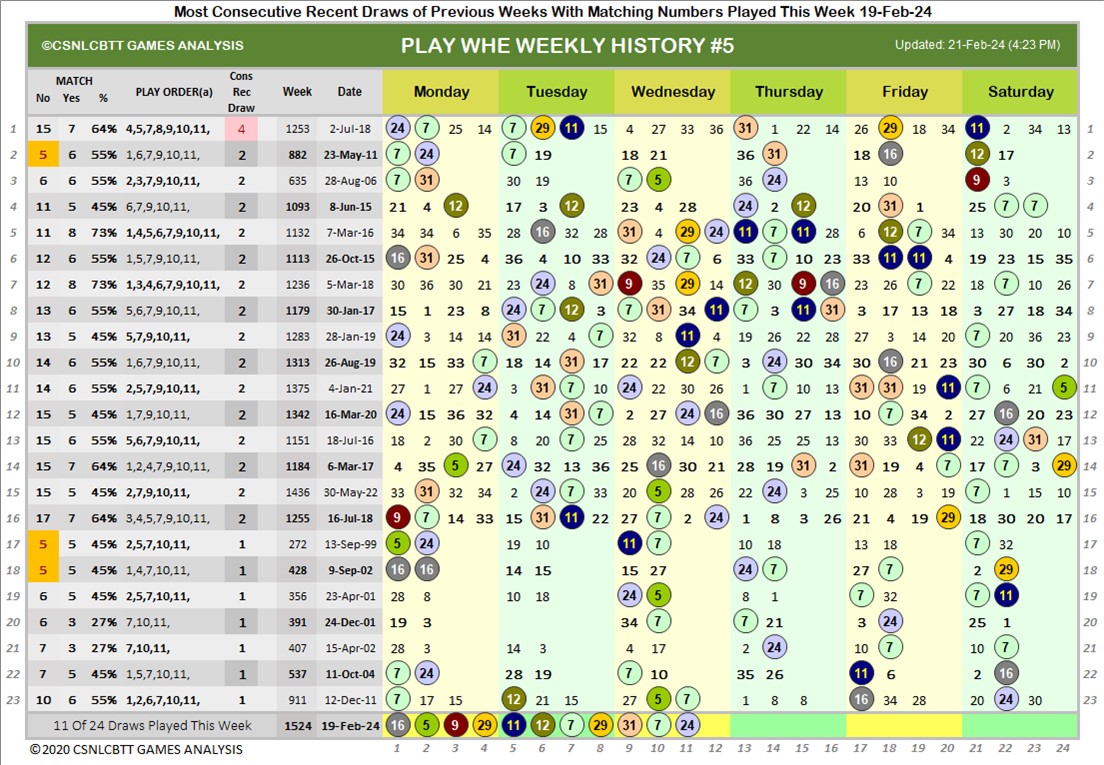 Most Consecutive Recent Draws of Previous Weeks With Matching Numbers Played This Week 19-Feb-24
©CSNLCBTT GAMES ANALYSIS PLAY WHE WEEKLY HISTORY #5 Updated: 21-Feb-24 (4:23 PM)
No MATCH Yes % PLAY ORDER(a) Cons Rec Draw Week Date Monday Tuesday Wednesday Thursday Friday Saturday
1 15 7 64% 4,5,7,8,9,10,11, 4 1253 2-Jul-18 24 7 25 14 7 29 11 15 4 27 33 36 31 1 22 14 26 29 18 34 11 2 34 13 1
2 5 6 55% 1,6,7,9,10,11, 2 882 23-May-11 7 24 7 19 18 21 36 31 18 16 12 17 2
3 6 6 55% 2,3,7,9,10,11, 2 635 28-Aug-06 7 31 30 19 7 5 36 24 13 10 9 3 3
4 11 5 45% 6,7,9,10,11, 2 1093 8-Jun-15 21 4 12 17 3 12 23 4 28 24 2 12 20 31 1 25 7 7 4
5 11 8 73% 1,4,5,6,7,9,10,11, 2 1132 7-Mar-16 34 34 6 35 28 16 32 28 31 4 29 24 11 7 11 28 6 12 7 34 13 30 20 10 5
6 12 6 55% 1,5,7,9,10,11, 2 1113 26-Oct-15 16 31 25 4 36 4 10 33 32 24 7 6 33 7 10 23 33 11 11 4 19 23 15 35 6
7 12 8 73% 1,3,4,6,7,9,10,11, 2 1236 5-Mar-18 30 36 30 21 23 24 8 31 9 35 29 14 12 30 9 16 23 26 7 22 18 7 10 26 7
8 13 6 55% 5,6,7,9,10,11, 2 1179 30-Jan-17 15 1 23 8 24 7 12 3 7 31 34 11 7 3 11 31 3 17 13 18 3 27 18 34 8
9 13 5 45% 5,7,9,10,11, 2 1283 28-Jan-19 24 3 14 14 31 22 4 7 32 8 11 4 19 26 22 28 27 3 14 20 7 20 36 23 9
10 14 6 55% 1,6,7,9,10,11, 2 1313 26-Aug-19 32 15 33 7 18 14 31 17 22 22 12 7 3 24 30 34 30 16 21 23 30 6 30 2 10
11 14 6 55% 2,5,7,9,10,11, 2 1375 4-Jan-21 27 1 27 24 3 31 7 10 24 22 30 26 1 7 10 13 31 31 19 11 7 6 21 5 11
12 15 5 45% 1,7,9,10,11, 2 1342 16-Mar-20 24 15 36 32 4 14 31 7 2 27 24 16 36 30 27 13 10 7 34 2 27 16 20 23 12
13 15 6 55% 5,6,7,9,10,11, 2 1151 18-Jul-16 18 2 30 7 8 20 7 25 28 32 14 10 36 25 25 13 30 33 12 11 22 24 31 17 13
14 15 7 64% 1,2,4,7,9,10,11, 2 1184 6-Mar-17 4 35 5 27 24 32 13 36 25 16 30 21 28 19 31 2 31 19 4 7 17 7 3 29 14
15 15 5 45% 2,7,9,10,11, 2 1436 30-May-22 33 31 32 34 2 24 7 33 20 5 28 26 22 24 3 25 10 28 3 19 7 1 15 10 15
16 17 7 64% 3,4,5,7,9,10,11, 2 1255 16-Jul-18 9 7 14 33 15 31 11 22 27 7 2 24 1 8 3 26 21 4 19 29 18 30 20 17 16
17 5 5 45% 2,5,7,10,11, 1 272 13-Sep-99 5 24 19 10 11 7 10 18 13 18 7 32 17
18 5 5 45% 1,4,7,10,11, 1 428 9-Sep-02 16 16 14 15 15 27 24 7 27 7 2 29 18
19 6 5 45% 2,5,7,10,11, 1 356 23-Apr-01 28 8 10 18 24 5 8 1 7 32 7 11 19
20 6 3 27% 7,10,11, 1 391 24-Dec-01 19 3 34 7 7 21 3 24 25 1 20
21 7 3 27% 7,10,11, 1 407 15-Apr-02 28 3 14 3 4 17 2 24 10 7 10 7 21
22 7 5 45% 1,5,7,10,11, 1 537 11-Oct-04 7 24 28 19 7 10 35 26 11 6 22 16 22
23 10 6 55% 1,2,6,7,10,11, 1 911 12-Dec-11 7 17 15 12 21 15 27 5 7 1 8 8 16 34 28 20 24 30 23
11 Of 24 Draws Played This Week 1524 19-Feb-24 16 5 9 29 11 12 7 29 31 7 24
© 2020 CSNLCBTT GAMES ANALYSIS 1 2 3 4 5 6 7 8 9 10 11 12 13 14 15 16 17 18 19 20 21 22 23 24